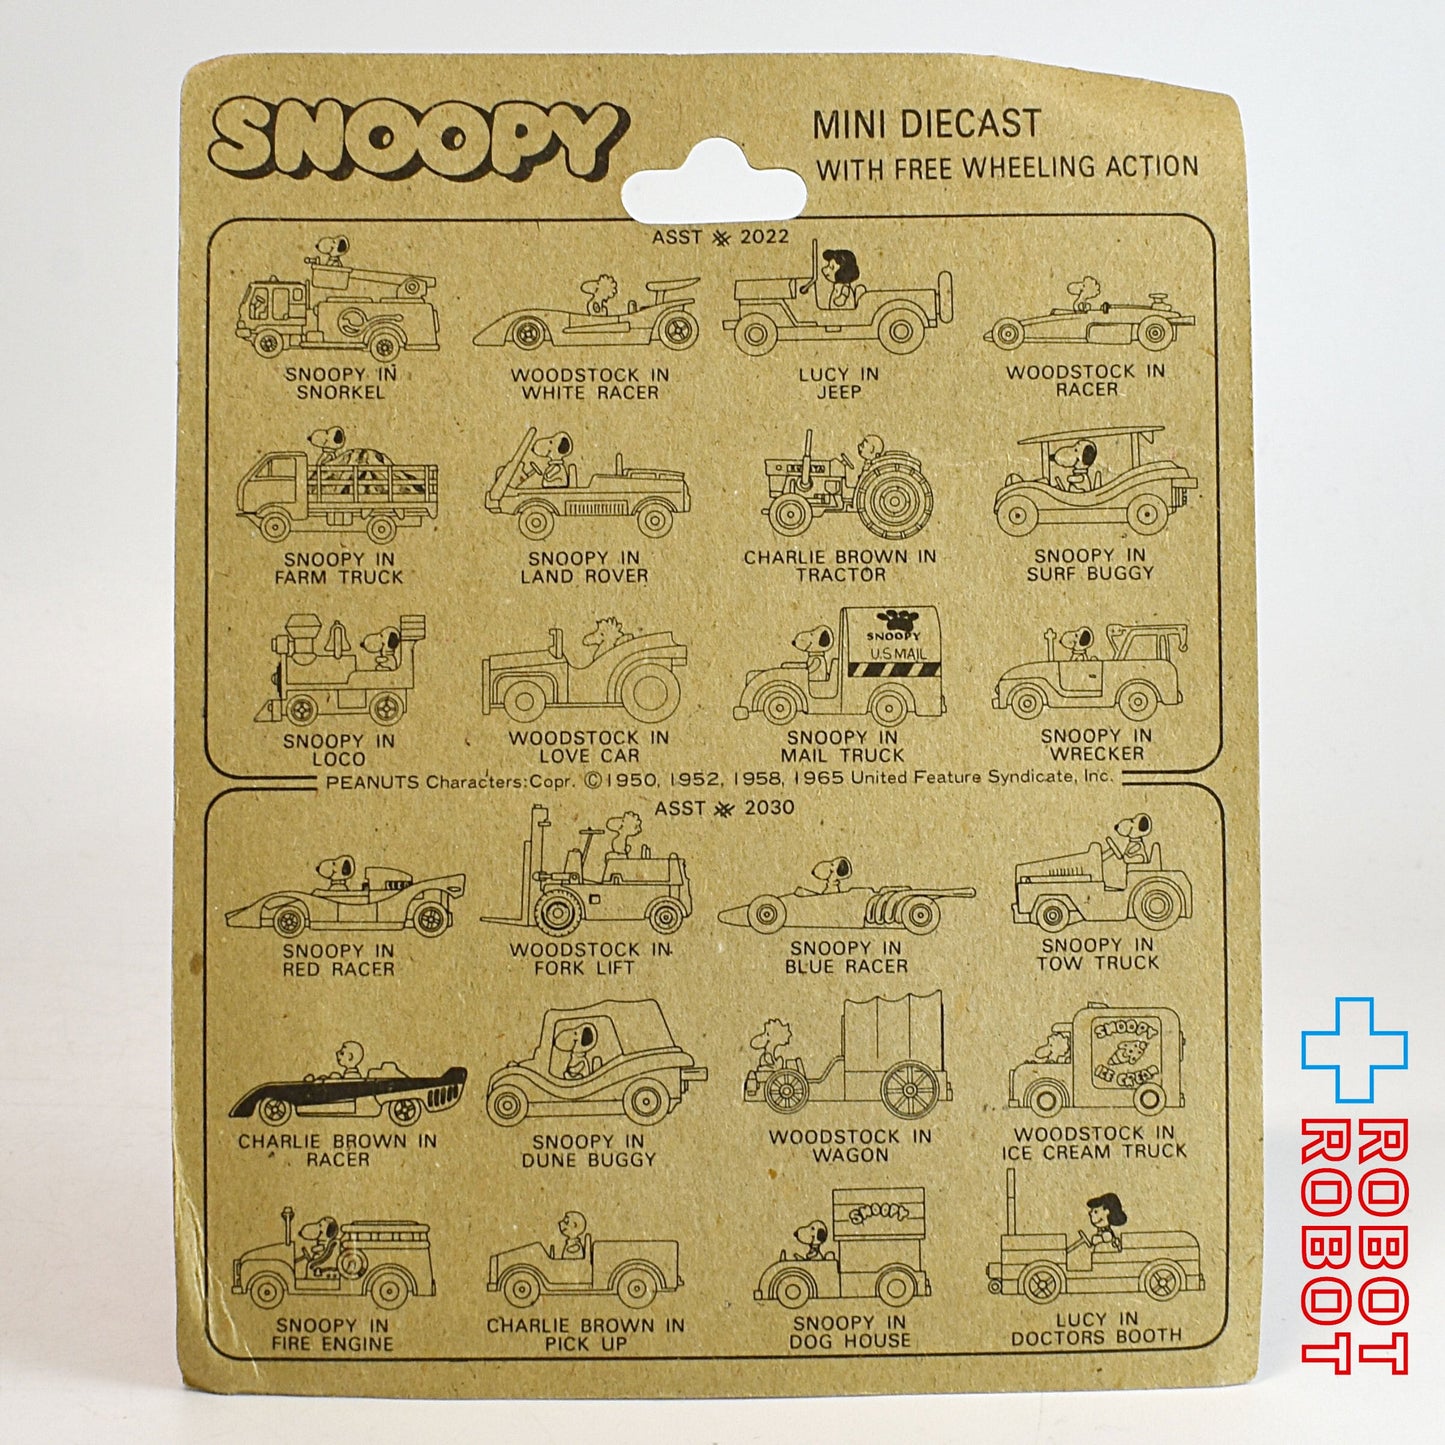 SNOOPY
MINI DIECAST
WITH FREE WHEELING ACTION
ASST # 2022
SNOOPY IN
SNORKEL
WOODSTOCK IN
WHITE RACER
LUCY IN
JEEP
WOODSTOCK IN
RACER
SNOOPY IN
FARM TRUCK
SNOOPY IN
LAND ROVER
CHARLIE BROWN IN
TRACTOR
SNOOPY IN
SURF BUGGY
SNOOPY IN
LOCO
WOODSTOCK IN
LOVE CAR
SNOOPY
U.S MAIL
SNOOPY IN
MAIL TRUCK
SNOOPY IN
WRECKER
PEANUTS Characters:Copr. ©1950, 1952, 1958, 1965 United Feature Syndicate, Inc.
ASST # 2030
SNOOPY IN
RED RACER
WOODSTOCK IN
FORK LIFT
SNOOPY IN
BLUE RACER
SNOOPY IN
TOW TRUCK
CHARLIE BROWN IN
RACER
SNOOPY IN
DUNE BUGGY
WOODSTOCK IN
WAGON
SNOOPY
ICE CREAM
WOODSTOCK IN
ICE CREAM TRUCK
SNOOPY IN
FIRE ENGINE
CHARLIE BROWN IN
PICK UP
SNOOPY
SNOOPY IN
DOG HOUSE
LUCY IN
DOCTORS BOOTH
ROBOT
ROBOT